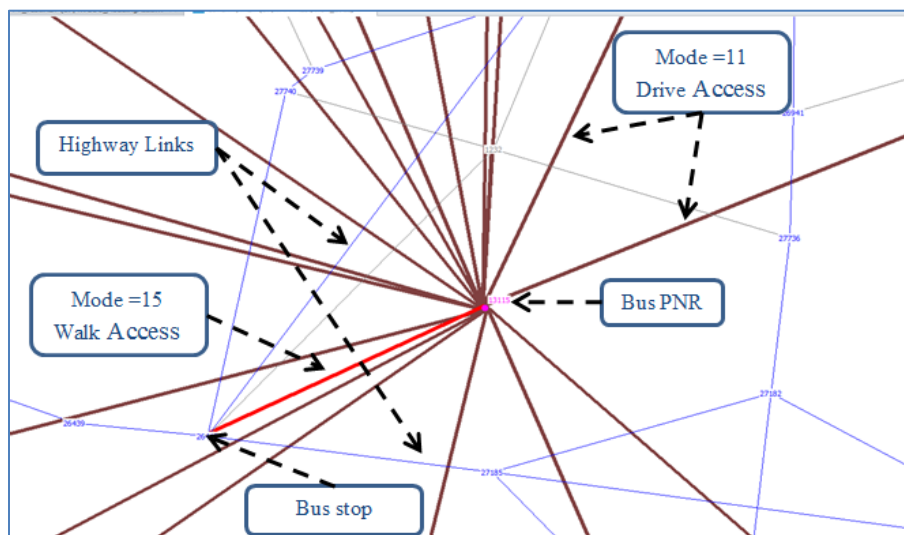 Mode =11
Drive Access
27739
27740
Highway Links
1232
26941
27736
Mode =15
Walk Access
13115
Bus PNR
27182
26439
27185
Bus stop